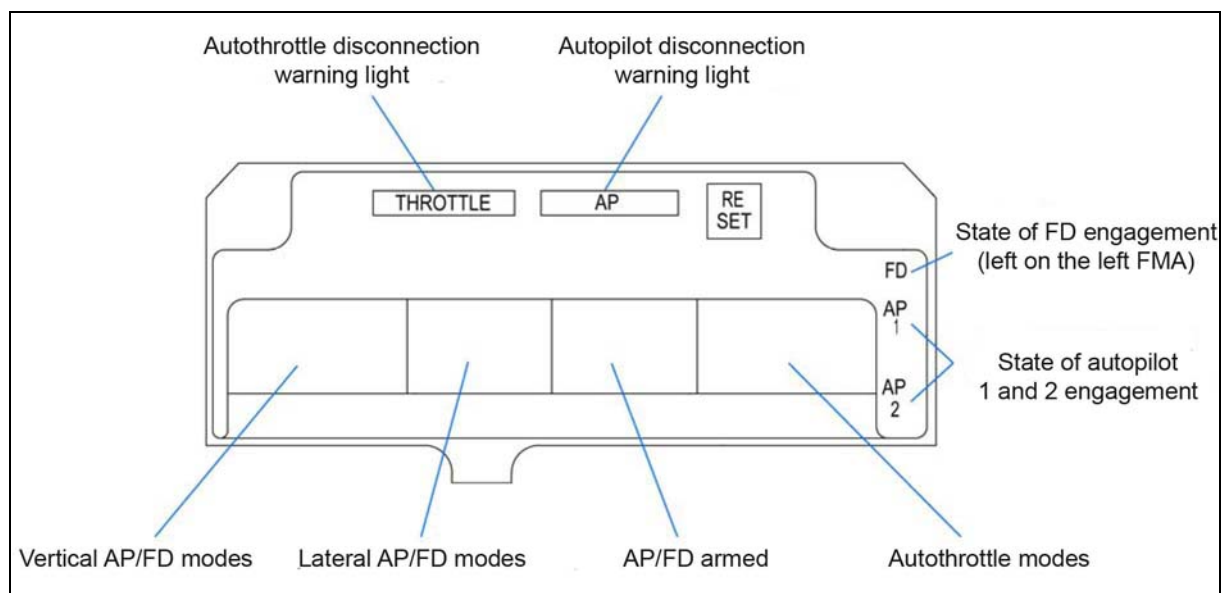 Autothrottle disconnection
warning light
Autopilot disconnection
warning light
THROTTLE
AP
RE
SET
State of FD engagement
(left on the left FMA)
FD
AP
1
State of autopilot
1 and 2 engagement
AP
2
Vertical AP/FD modes
Lateral AP/FD modes
AP/FD armed
Autothrottle modes